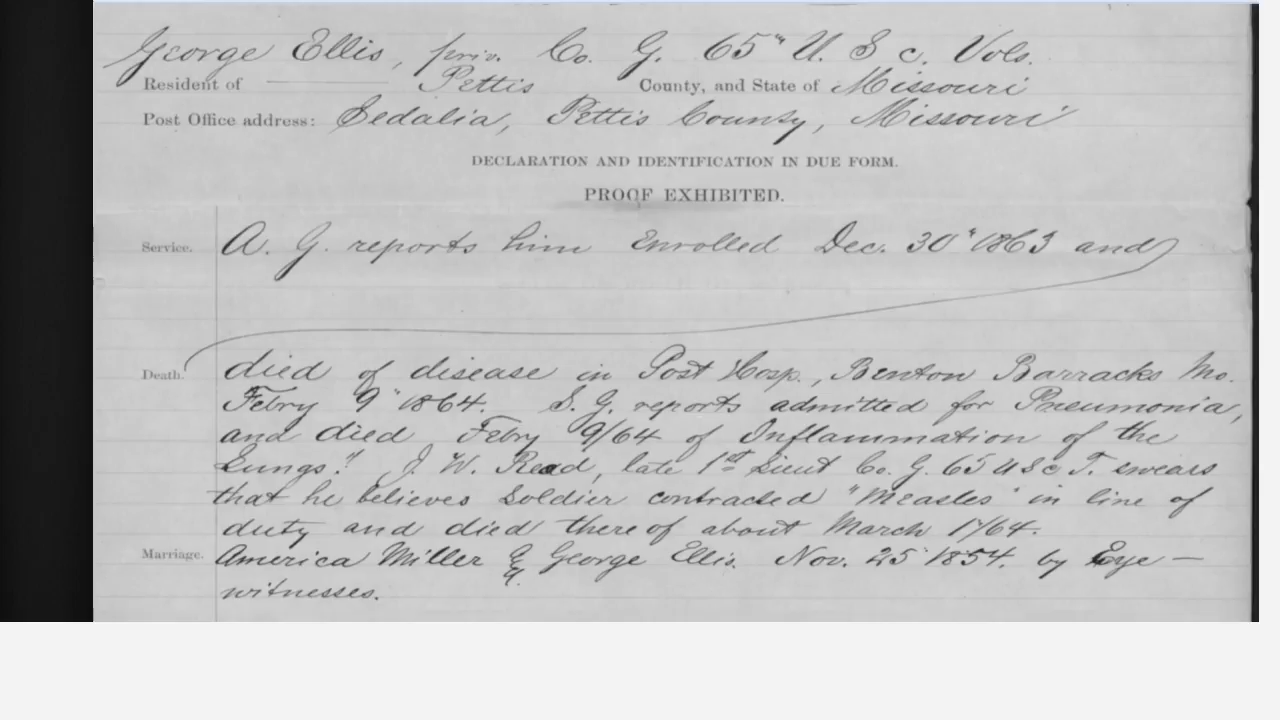 George Ellis, priv. Co. G. 65" U. S c. Vols.
Resident of Pettis County, and State of Missouri
Post Office address: Sedalia, Pettis County, Missouri
DECLARATION AND IDENTIFICATION IN DUE FORM.
PROOF EXHIBITED.
Service. A. G. reports him Enrolled Dec. 30" 1863 and
Death. died of disease in Post Hosp., Benton Barracks Mo.
Febry 9" 1864. S. G. reports admitted for Pneumonia,
and died Febry 9/64 of Inflammation of the
Lungs." J. W. Read, late 1st Lieut Co. G. 65 U S c T. swears
that he believes Soldier contracted "Measles" in line of
duty and died thereof about March 1"/64.
Marriage. America Miller & George Ellis. Nov. 25" 1854. by Eye-
witnesses.